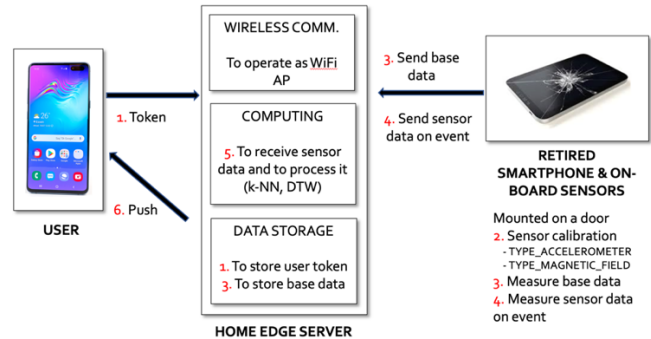 WIRELESS COMM.
To operate as WiFi
AP
COMPUTING
5. To receive sensor
data and to process it
(k-NN, DTW)
DATA STORAGE
1. To store user token
3. To store base data
HOME EDGE SERVER
1. Token
6. Push
USER
3. Send base
data
4. Send sensor
data on event
RETIRED
SMARTPHONE & ON-
BOARD SENSORS
Mounted on a door
2. Sensor calibration
- TYPE_ACCELEROMETER
- TYPE_MAGNETIC_FIELD
3. Measure base data
4. Measure sensor data
on event